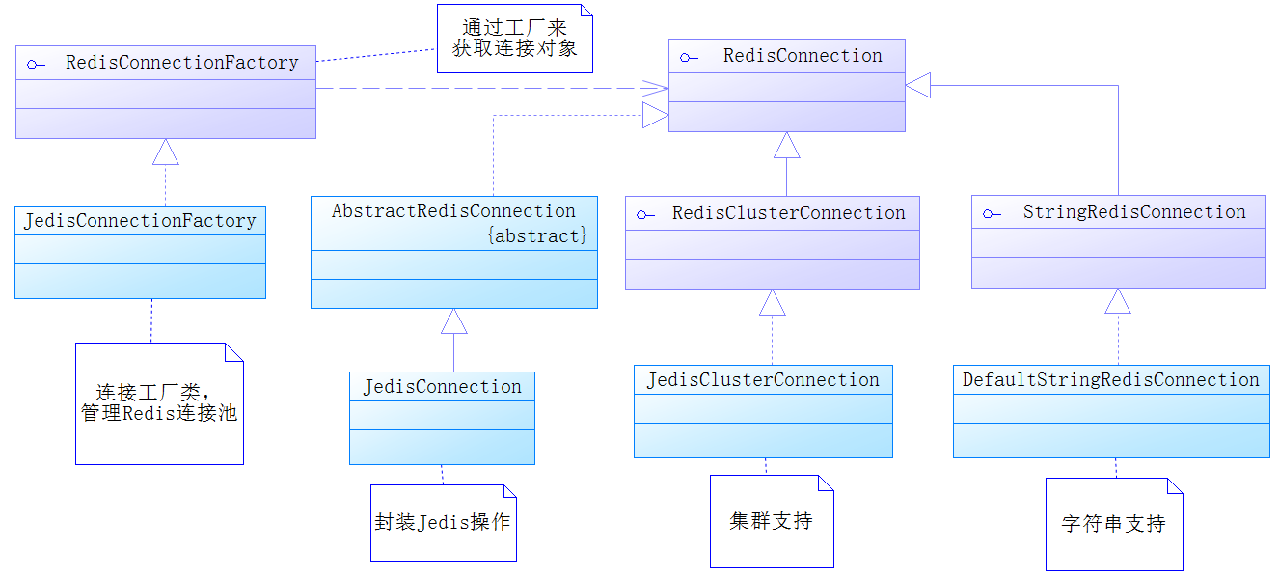 通过工厂来
获取连接对象
RedisConnectionFactory
RedisConnection
JedisConnectionFactory
AbstractRedisConnection
{abstract}
RedisClusterConnection
StringRedisConnection
连接工厂类,
管理Redis连接池
JedisConnection
JedisClusterConnection
DefaultStringRedisConnection
封装Jedis操作
集群支持
字符串支持